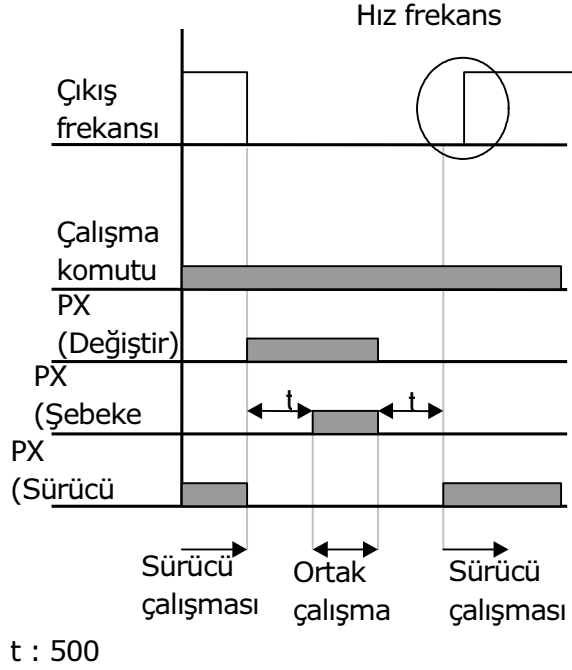 Hız frekans
Çıkış
frekansı
Çalışma
komutu
PX
(Değiştir)
PX
(Şebeke
PX
(Sürücü
t
t
Sürücü
çalışması
Ortak
çalışma
Sürücü
çalışması
t : 500